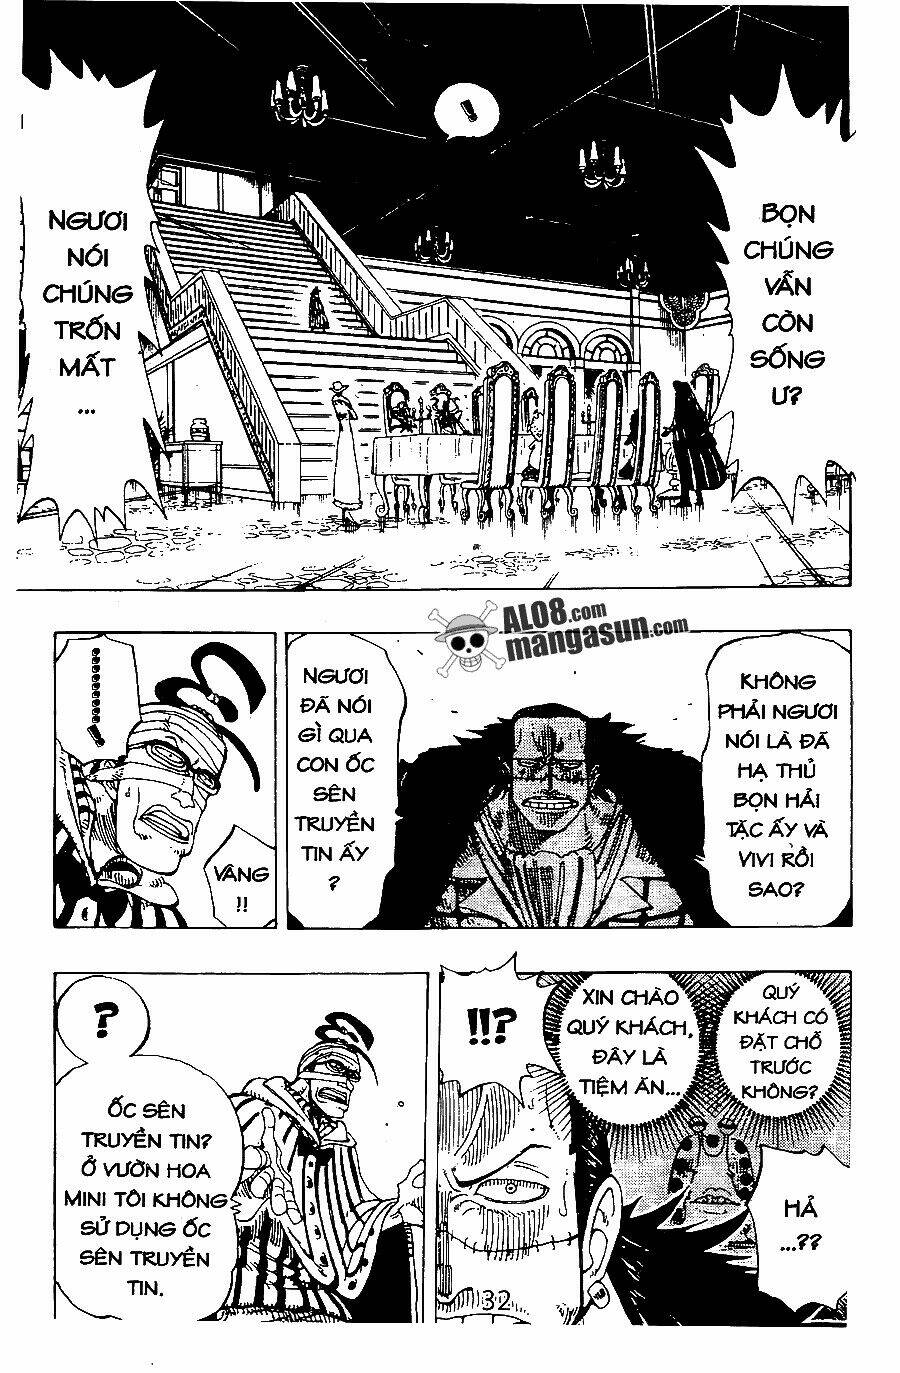 BỌN
CHÚNG
VẪN
CÒN
SỐNG
Ư?
!
NGƯƠI
NÓI
CHÚNG
TRỐN
MẤT
...
AL08.com
mangasun.com
KHÔNG
PHẢI NGƯƠI
NÓI LÀ ĐÃ
HẠ THỦ
BỌN HẢI
TẶC ẤY VÀ
VIVI RỒI
SAO?
NGƯƠI
ĐÃ NÓI
GÌ QUA
CON ỐC
SÊN
TRUYỀN
TIN ẤY
?
..........!
VÂNG
!!
QUÝ
KHÁCH CÓ
ĐẶT CHỖ
TRƯỚC
KHÔNG?
XIN CHÀO
QUÝ KHÁCH,
ĐÂY LÀ
TIỆM ĂN...
HẢ
...??
!!?
32
?
ỐC SÊN
TRUYỀN TIN?
Ở VƯỜN HOA
MINI TÔI KHÔNG
SỬ DỤNG ỐC
SÊN TRUYỀN
TIN.